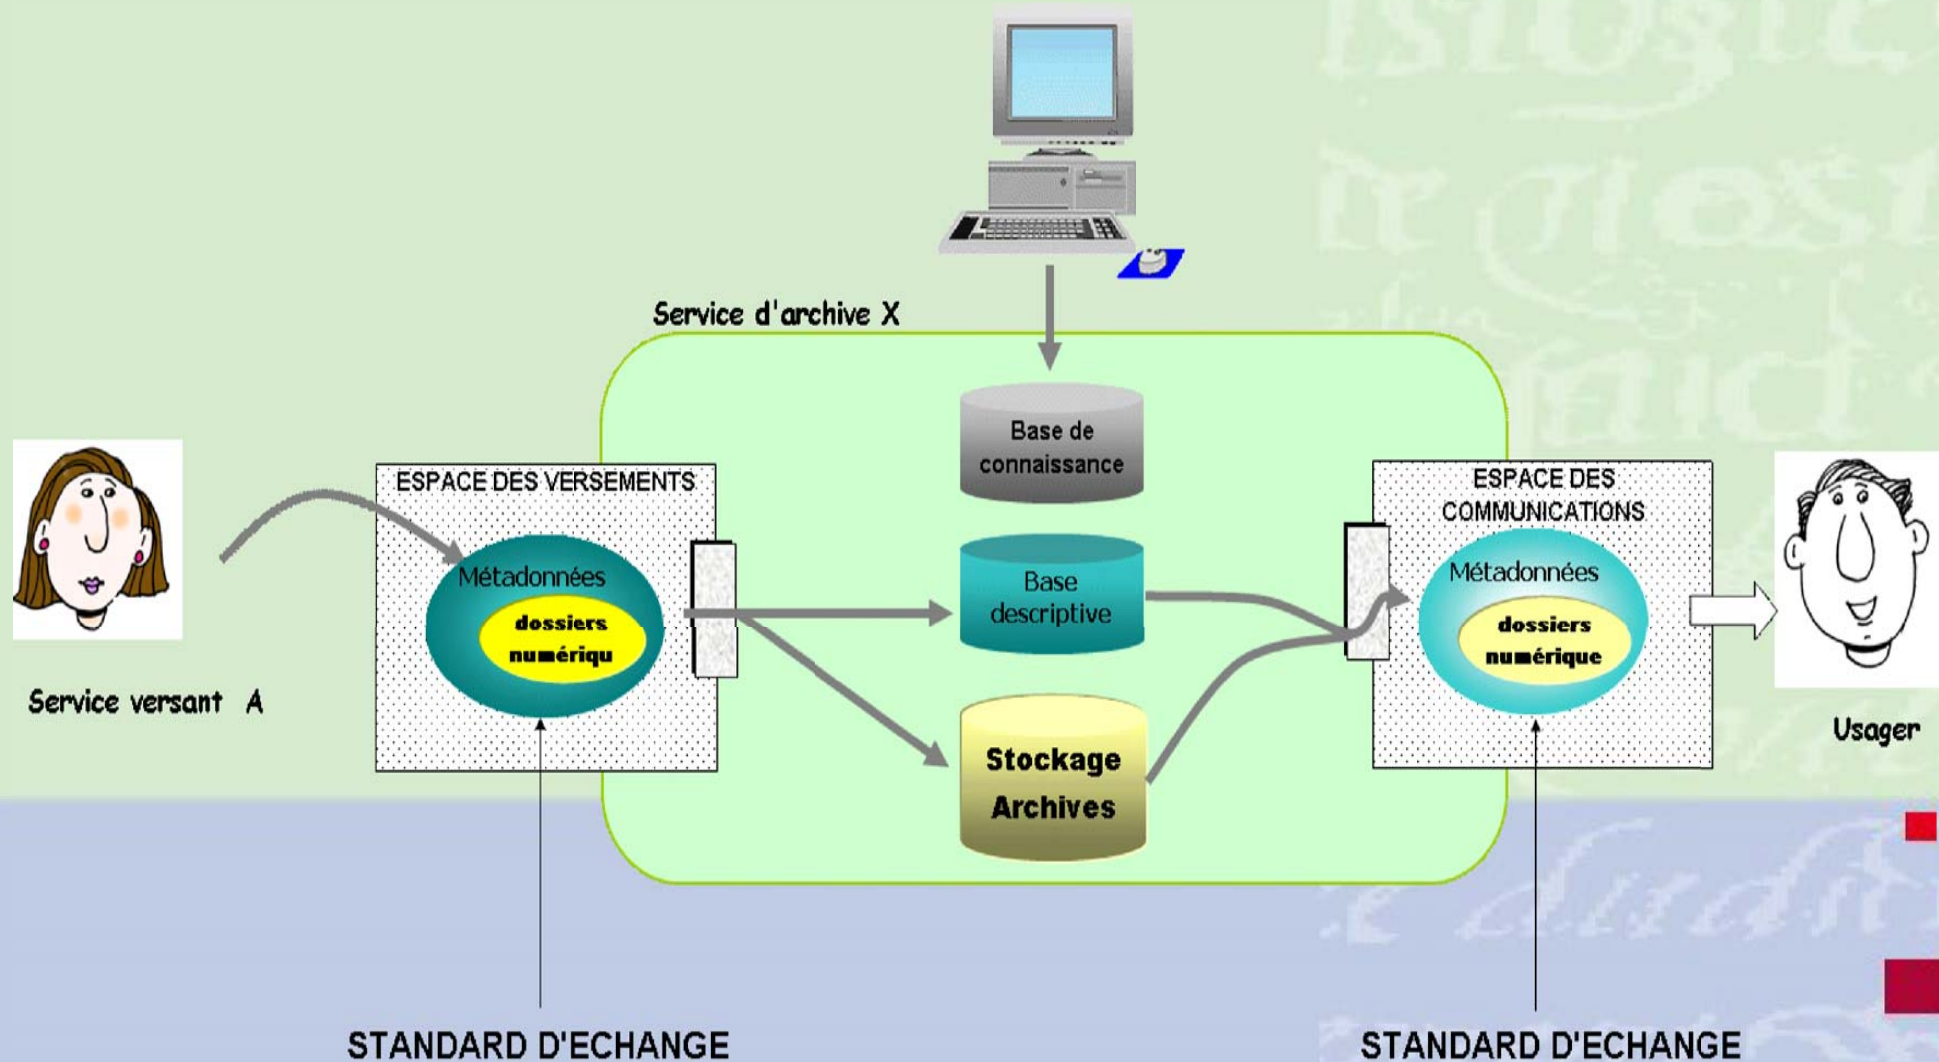 Service d'archive X
Base de
connaissance
ESPACE DES VERSEMENTS
ESPACE DES
COMMUNICATIONS
Métadonnées
dossiers
numériqu
Base
descriptive
Métadonnées
dossiers
numérique
Service versant A
Stockage
Archives
Usager
STANDARD D'ECHANGE
STANDARD D'ECHANGE